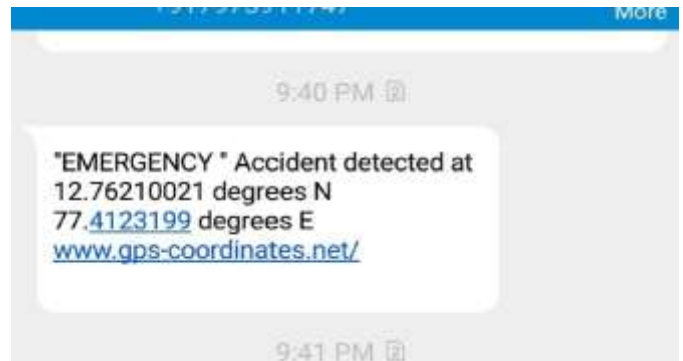 More
9:40 PM
"EMERGENCY " Accident detected at
12.76210021 degrees N
77.4123199 degrees E
www.gps-coordinates.net/
9:41 PM